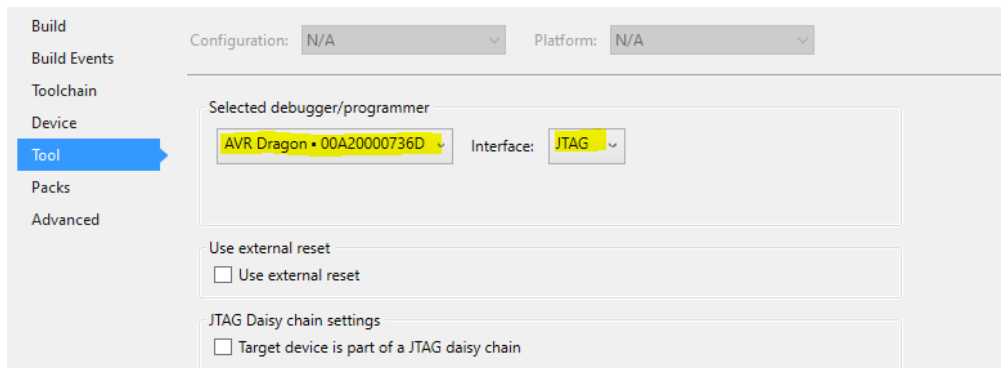 Build
Build Events
Toolchain
Device
Tool
Packs
Advanced
Configuration: N/A Platform: N/A
Selected debugger/programmer
AVR Dragon ▪ 00A20000736D Interface: JTAG
Use external reset
Use external reset
JTAG Daisy chain settings
Target device is part of a JTAG daisy chain